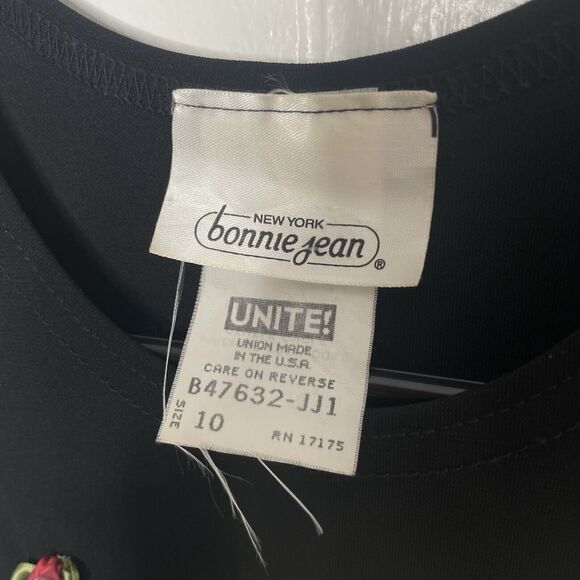 NEW YORK
bonnie jean
®
UNITE!
UNION MADE
IN THE U.S.A.
CARE ON REVERSE
B47632-JJ1
SIZE 10
RN 17175